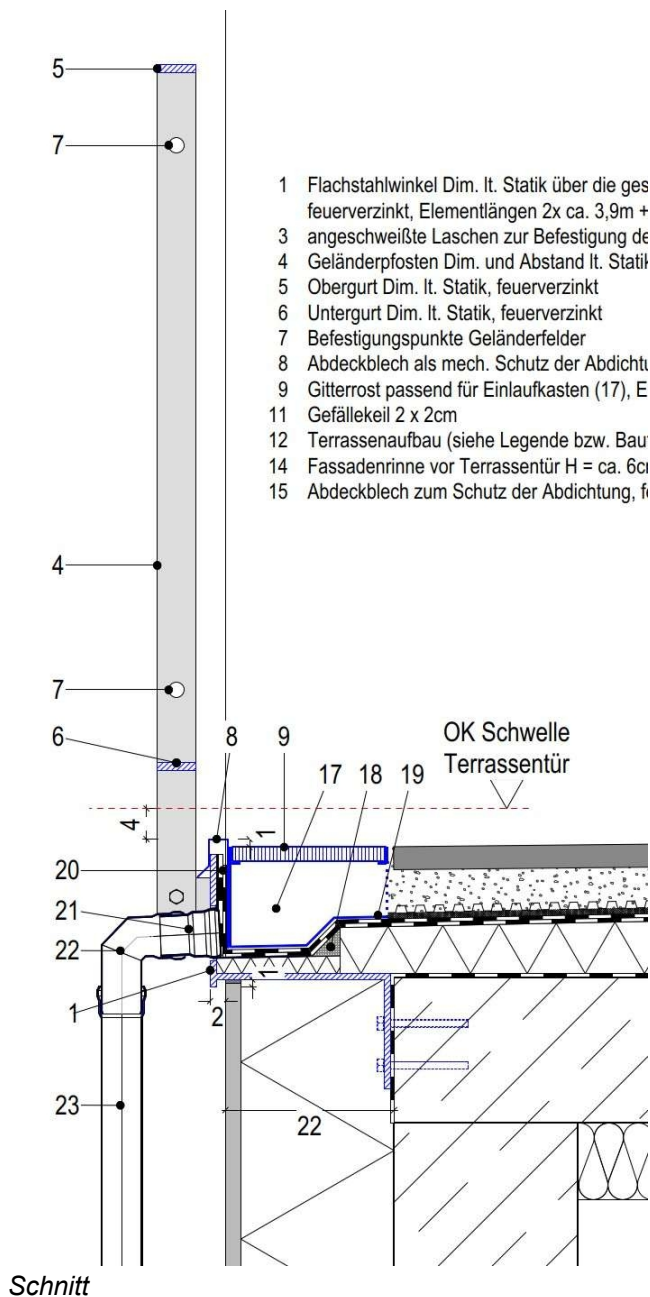 5
7
1 Flachstahlwinkel Dim. lt. Statik über die ges
feuerverzinkt, Elementlängen 2x ca. 3,9m +
3 angeschweißte Laschen zur Befestigung de
4 Geländerpfosten Dim. und Abstand lt. Statik
5 Obergurt Dim. lt. Statik, feuerverzinkt
6 Untergurt Dim. lt. Statik, feuerverzinkt
7 Befestigungspunkte Geländerfelder
8 Abdeckblech als mech. Schutz der Abdichtu
9 Gitterrost passend für Einlaufkasten (17), E
11 Gefällekeil 2 x 2cm
12 Terrassenaufbau (siehe Legende bzw. Bau
14 Fassadenrinne vor Terrassentür H = ca. 6c
15 Abdeckblech zum Schutz der Abdichtung, f
4
7
6
8
9
OK Schwelle
Terrassentür
17 18 19
4
1
20
21
22
1
1
2
23
22
Schnitt